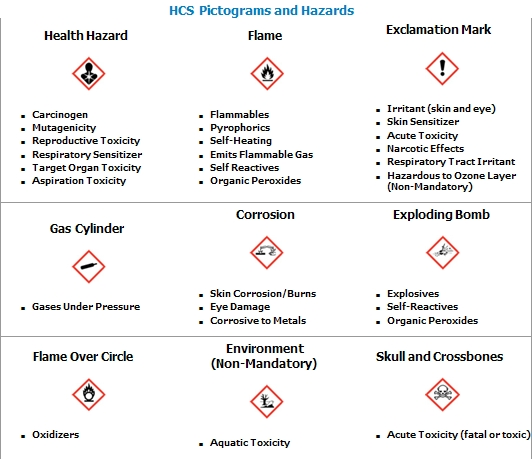 HCS Pictograms and Hazards
Health Hazard
Carcinogen
Mutagenicity
Reproductive Toxicity
Respiratory Sensitizer
Target Organ Toxicity
Aspiration Toxicity
Flame
Flammables
Pyrophorics
Self-Heating
Emits Flammable Gas
Self Reactives
Organic Peroxides
Exclamation Mark
Irritant (skin and eye)
Skin Sensitizer
Acute Toxicity
Narcotic Effects
Respiratory Tract Irritant
Hazardous to Ozone Layer
(Non-Mandatory)
Gas Cylinder
Gases Under Pressure
Corrosion
Skin Corrosion/Burns
Eye Damage
Corrosive to Metals
Exploding Bomb
Explosives
Self-Reactives
Organic Peroxides
Flame Over Circle
Oxidizers
Environment
(Non-Mandatory)
Aquatic Toxicity
Skull and Crossbones
Acute Toxicity (fatal or toxic)